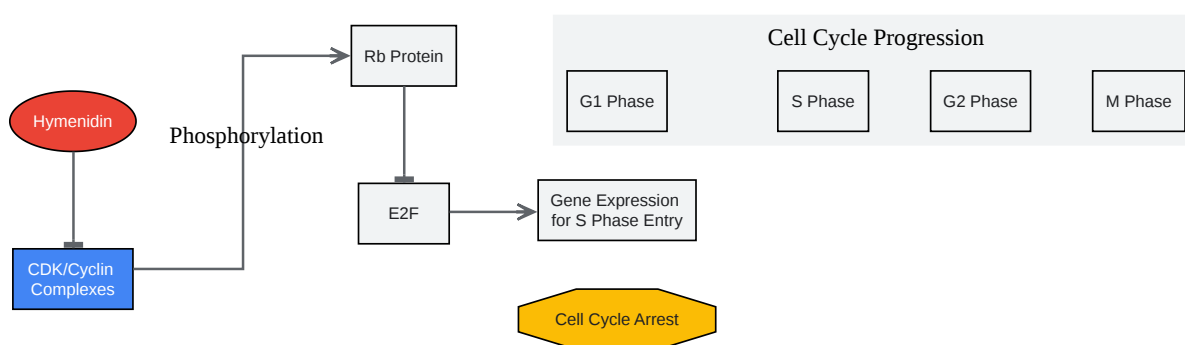 Cell Cycle Progression
Rb Protein
G1 Phase
S Phase
G2 Phase
M Phase
Hymenidin
Phosphorylation
E2F
Gene Expression
for S Phase Entry
CDK/Cyclin
Complexes
Cell Cycle Arrest